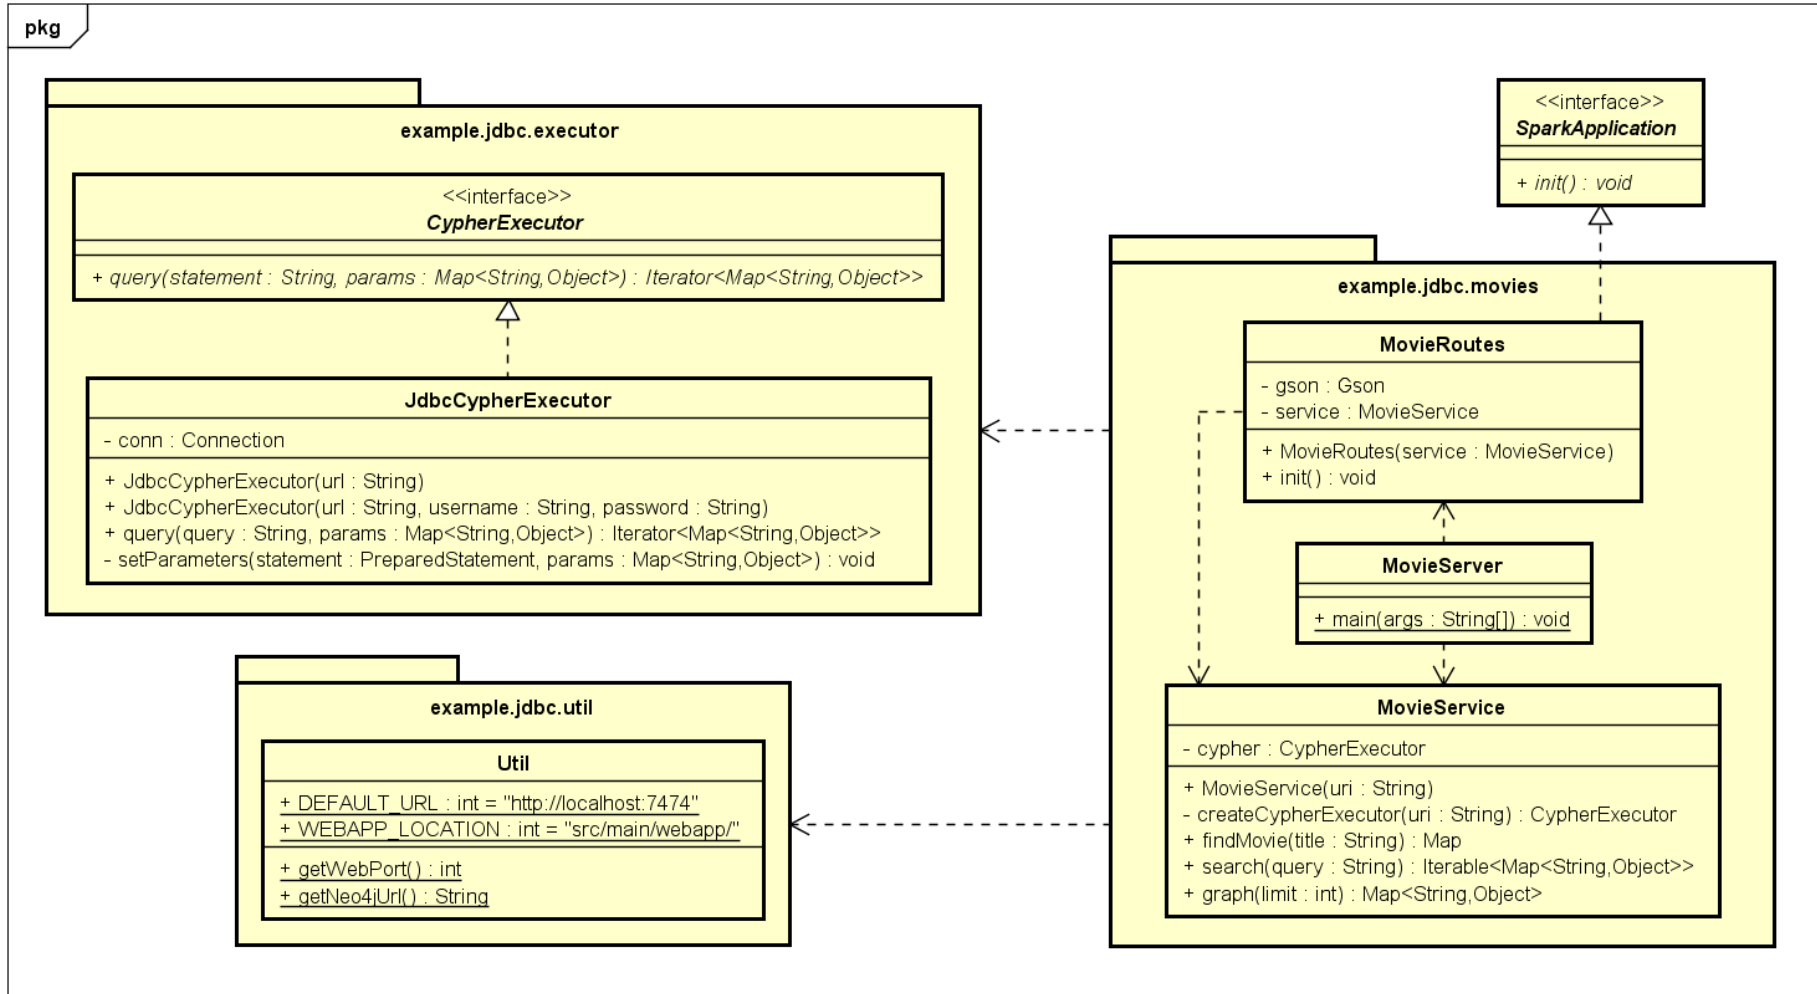 pkg
example.jdbc.executor
<<interface>>
CypherExecutor
+ query(statement : String, params : Map<String,Object>) : Iterator<Map<String,Object>>
JdbcCypherExecutor
- conn : Connection
+ JdbcCypherExecutor(url : String)
+ JdbcCypherExecutor(url : String, username : String, password : String)
+ query(query : String, params : Map<String,Object>) : Iterator<Map<String,Object>>
- setParameters(statement : PreparedStatement, params : Map<String,Object>) : void
example.jdbc.util
Util
+ DEFAULT_URL : int = "http://localhost:7474"
+ WEBAPP_LOCATION : int = "src/main/webapp/"
+ getWebPort() : int
+ getNeo4jUrl() : String
<<interface>>
SparkApplication
+ init() : void
example.jdbc.movies
MovieRoutes
- gson : Gson
- service : MovieService
+ MovieRoutes(service : MovieService)
+ init() : void
MovieServer
+ main(args : String[]) : void
MovieService
- cypher : CypherExecutor
+ MovieService(uri : String)
- createCypherExecutor(uri : String) : CypherExecutor
+ findMovie(title : String) : Map
+ search(query : String) : Iterable<Map<String,Object>>
+ graph(limit : int) : Map<String,Object>